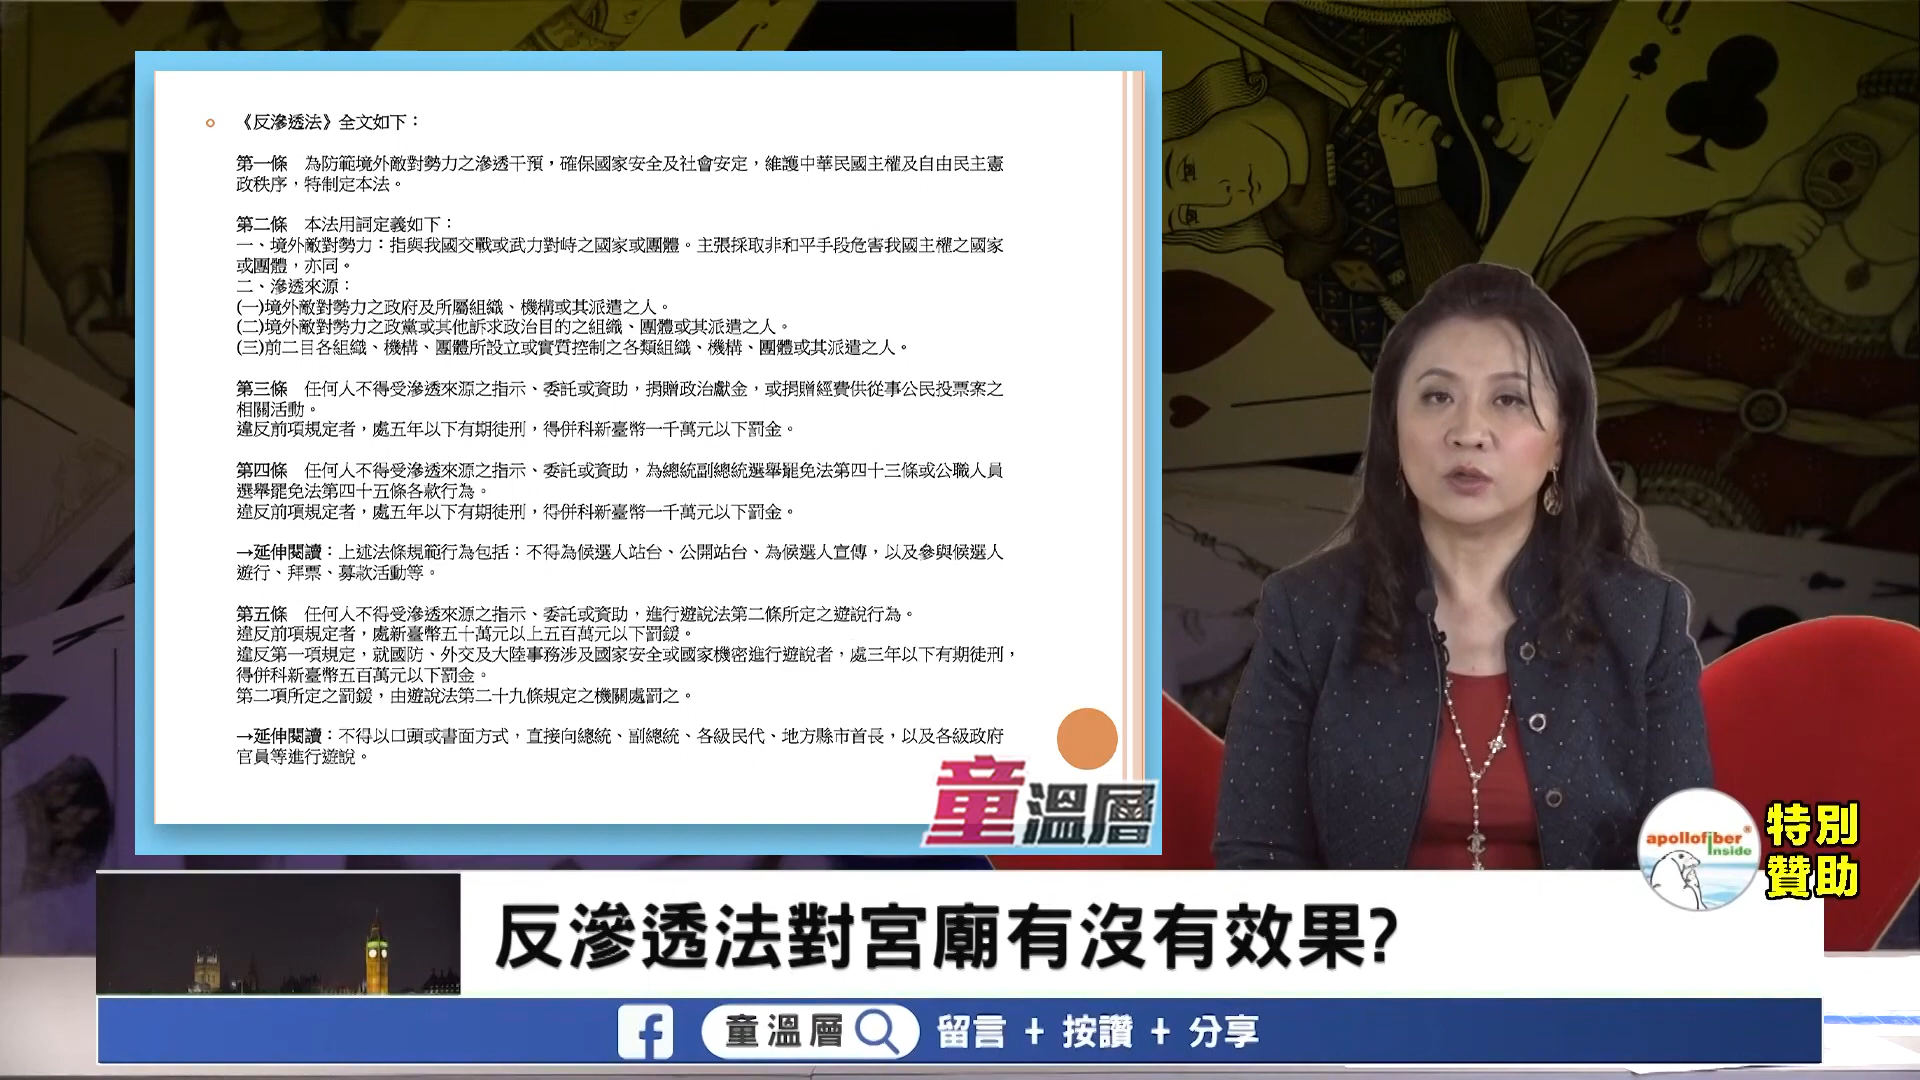 《反滲透法》全文如下：
第一條　為防範境外敵對勢力之滲透干預，確保國家安全及社會安定，維護中華民國主權及自由民主憲
政秩序，特制定本法。
第二條　本法用詞定義如下：
一、境外敵對勢力：指與我國交戰或武力對峙之國家或團體。主張採取非和平手段危害我國主權之國家
或團體，亦同。
二、滲透來源：
(一)境外敵對勢力之政府及所屬組織、機構或其派遣之人。
(二)境外敵對勢力之政黨或其他訴求政治目的之組織、團體或其派遣之人。
(三)前二目各組織、機構、團體所設立或實質控制之各類組織、機構、團體或其派遣之人。
第三條　任何人不得受滲透來源之指示、委託或資助，捐贈政治獻金，或捐贈經費供從事公民投票案之
相關活動。
違反前項規定者，處五年以下有期徒刑，得併科新臺幣一千萬元以下罰金。
第四條　任何人不得受滲透來源之指示、委託或資助，為總統副總統選舉罷免法第四十三條或公職人員
選舉罷免法第四十五條各款行為。
違反前項規定者，處五年以下有期徒刑，得併科新臺幣一千萬元以下罰金。
→延伸閱讀：上述法條規範行為包括：不得為候選人站台、公開站台、為候選人宣傳，以及參與候選人
遊行、拜票、募款活動等。
第五條　任何人不得受滲透來源之指示、委託或資助，進行遊說法第二條所定之遊說行為。
違反前項規定者，處新臺幣五十萬元以上五百萬元以下罰鍰。
違反第一項規定，就國防、外交及大陸事務涉及國家安全或國家機密進行遊說者，處三年以下有期徒刑，
得併科新臺幣五百萬元以下罰金。
第二項所定之罰鍰，由遊說法第二十九條規定之機關處罰之。
→延伸閱讀：不得以口頭或書面方式，直接向總統、副總統、各級民代、地方縣市首長，以及各級政府
官員等進行遊說。
童溫層
apollofiber®
inside
特別
贊助
反滲透法對宮廟有沒有效果?
童溫層
留言 + 按讚 + 分享